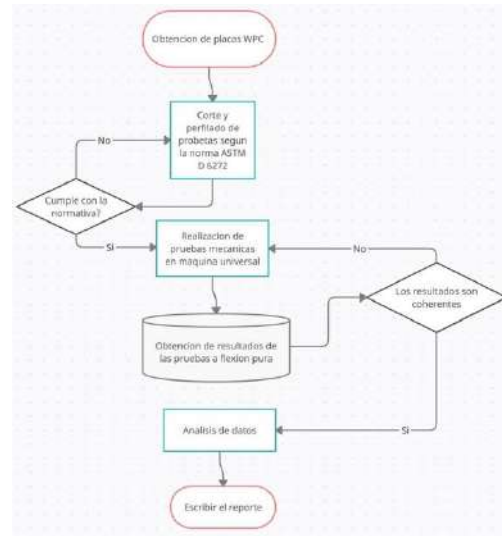 Obtencion de placas WPC
Corte y
perfilado de
probetas segun
la norma ASTM
D 6272
No
Cumple con la
normativa?
Si
Realizacion de
pruebas mecanicas
en maquina universal
No
Los resultados son
coherentes
Obtencion de resultados de
las pruebas a flexion pura
Si
Analisis de datos
Escribir el reporte